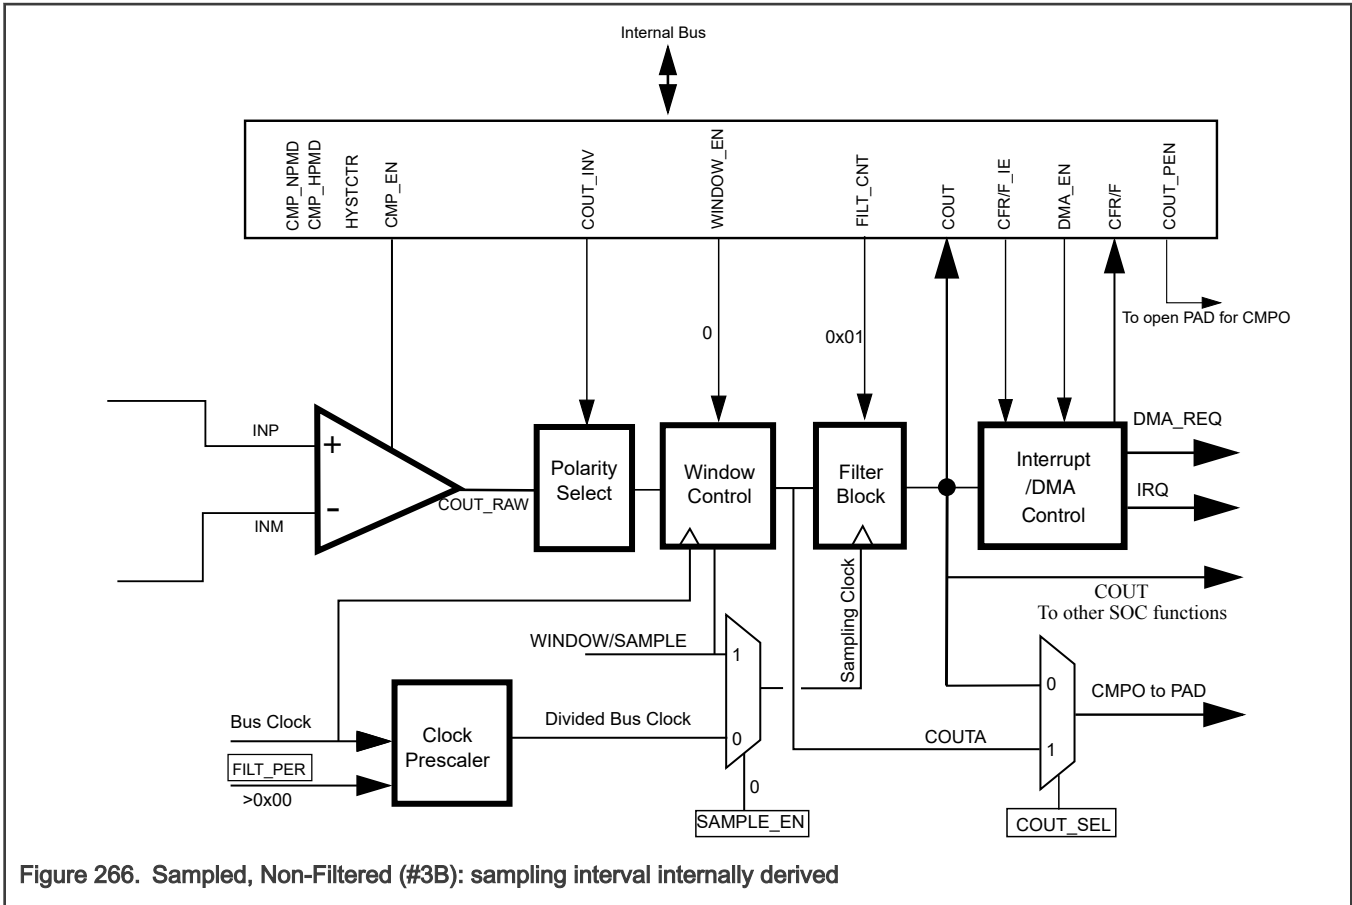 Internal Bus
CMP_NPMD
CMP_HPMD
HYSTCTR
CMP_EN
COUT_INV
WINDOW_EN
FILT_CNT
COUT
CFR/F_IE
DMA_EN
CFR/F
COUT_PEN
To open PAD for CMPO
0
0x01
INP
+
-
INM
COUT_RAW
Polarity
Select
Window
Control
Filter
Block
Interrupt
/DMA
Control
DMA_REQ
IRQ
COUT
To other SOC functions
Sampling Clock
WINDOW/SAMPLE
1
0
Bus Clock
FILT_PER
>0x00
Clock
Prescaler
Divided Bus Clock
0
SAMPLE_EN
COUTA
0
1
CMPO to PAD
COUT_SEL
Figure 266. Sampled, Non-Filtered (#3B): sampling interval internally derived